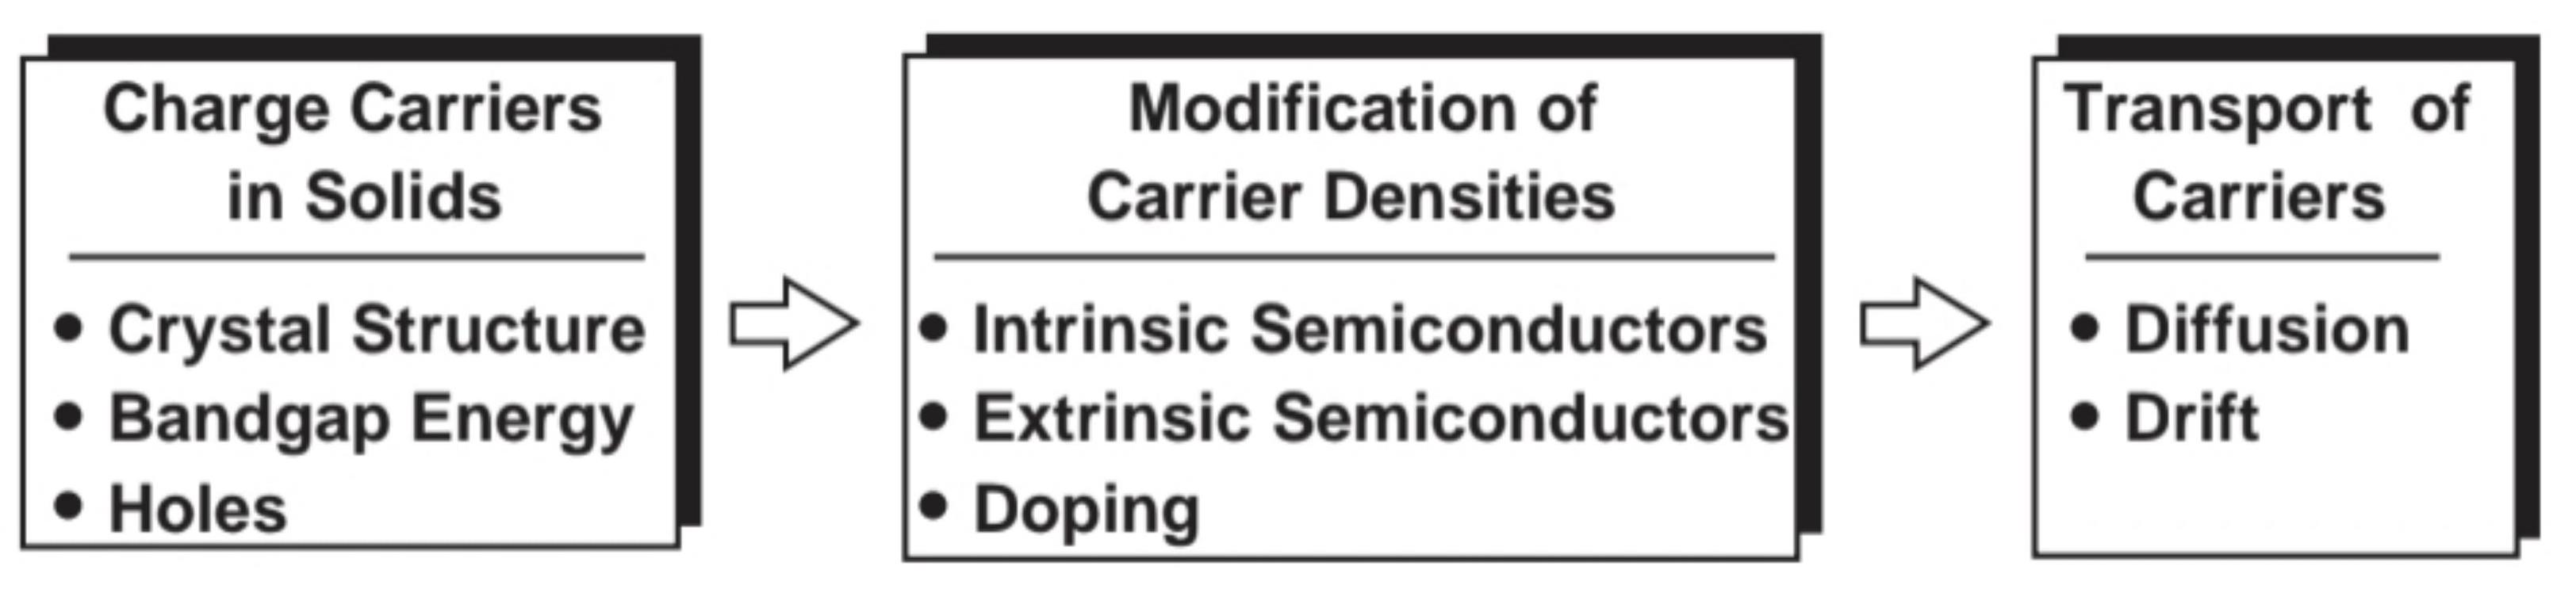 Charge Carriers
in Solids
• Crystal Structure
• Bandgap Energy
• Holes
Modification of
Carrier Densities
• Intrinsic Semiconductors
• Extrinsic Semiconductors
• Doping
Transport of
Carriers
• Diffusion
• Drift